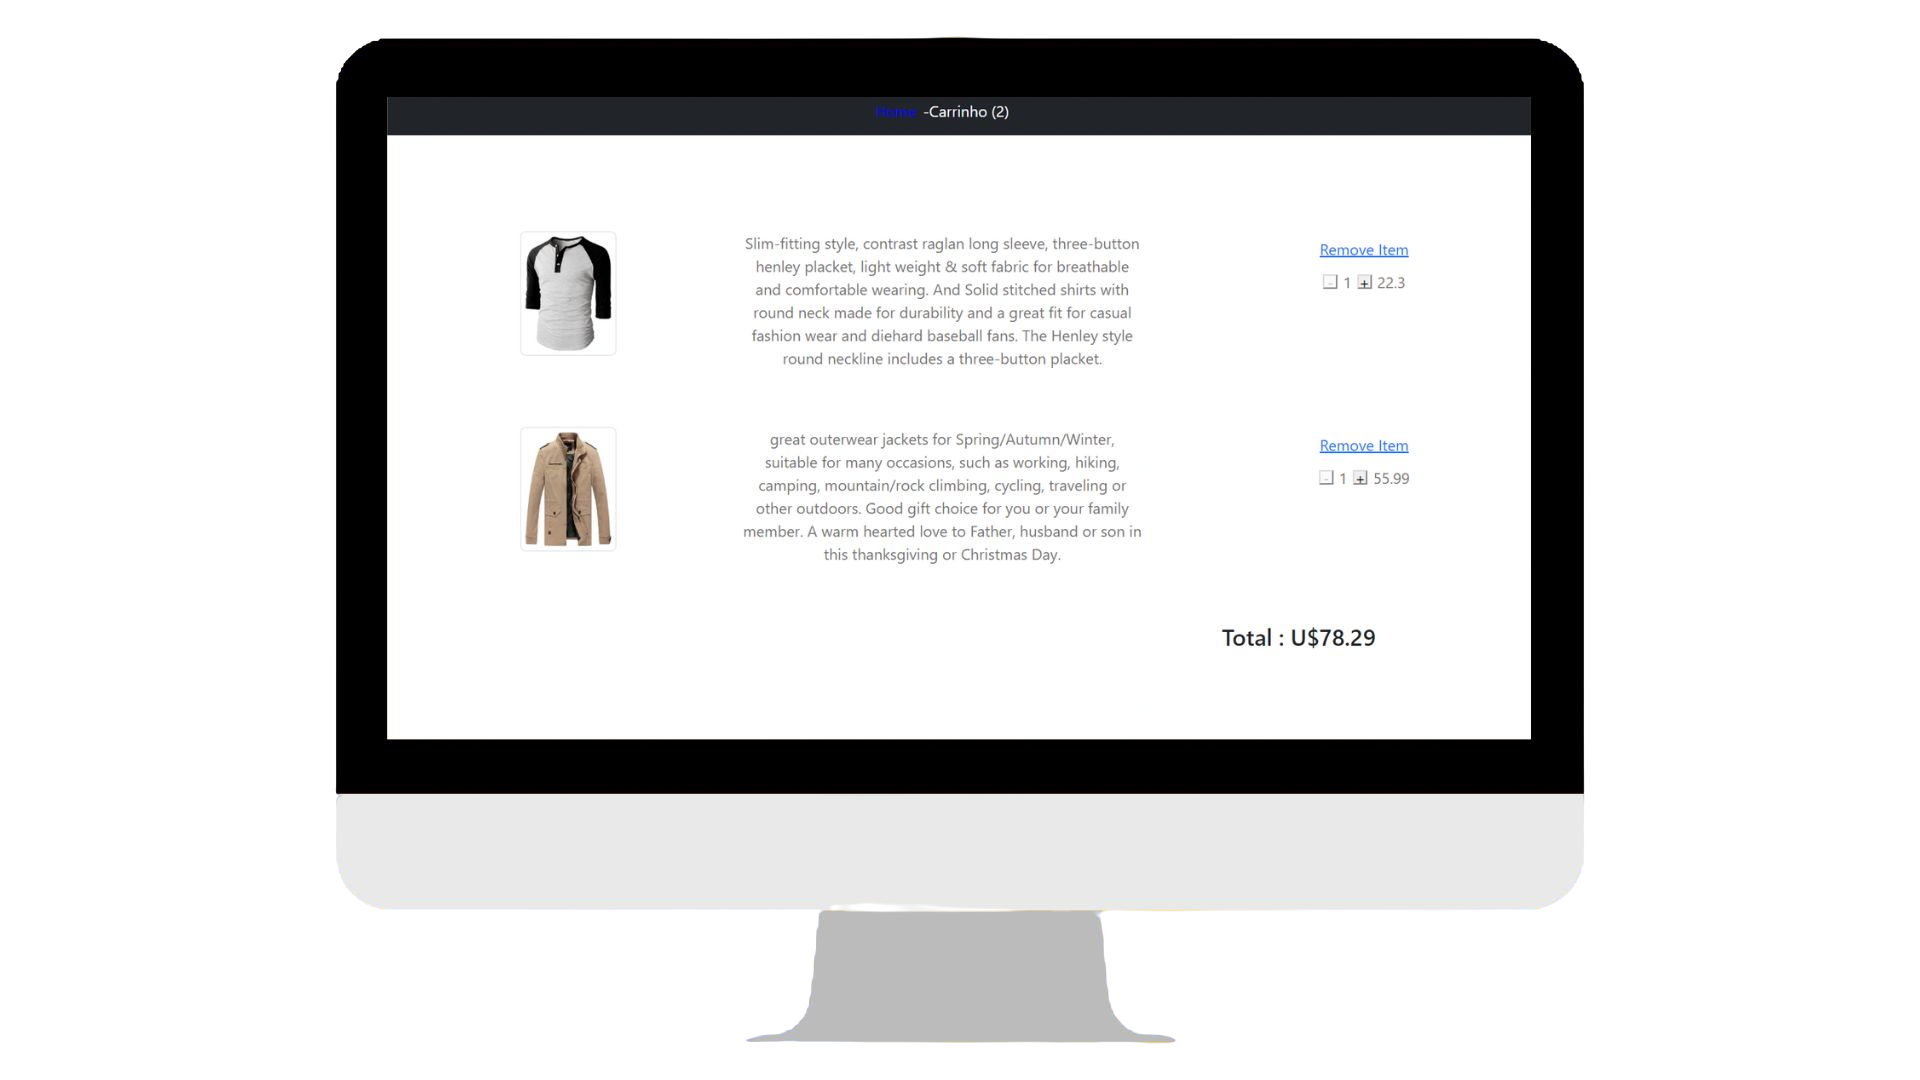 Home -Carrinho (2)
Slim-fitting style, contrast raglan long sleeve, three-button
henley placket, light weight & soft fabric for breathable
and comfortable wearing. And Solid stitched shirts with
round neck made for durability and a great fit for casual
fashion wear and diehard baseball fans. The Henley style
round neckline includes a three-button placket.
Remove Item
- 1 + 22.3
great outerwear jackets for Spring/Autumn/Winter,
suitable for many occasions, such as working, hiking,
camping, mountain/rock climbing, cycling, traveling or
other outdoors. Good gift choice for you or your family
member. A warm hearted love to Father, husband or son in
this thanksgiving or Christmas Day.
Remove Item
- 1 + 55.99
Total : U$78.29